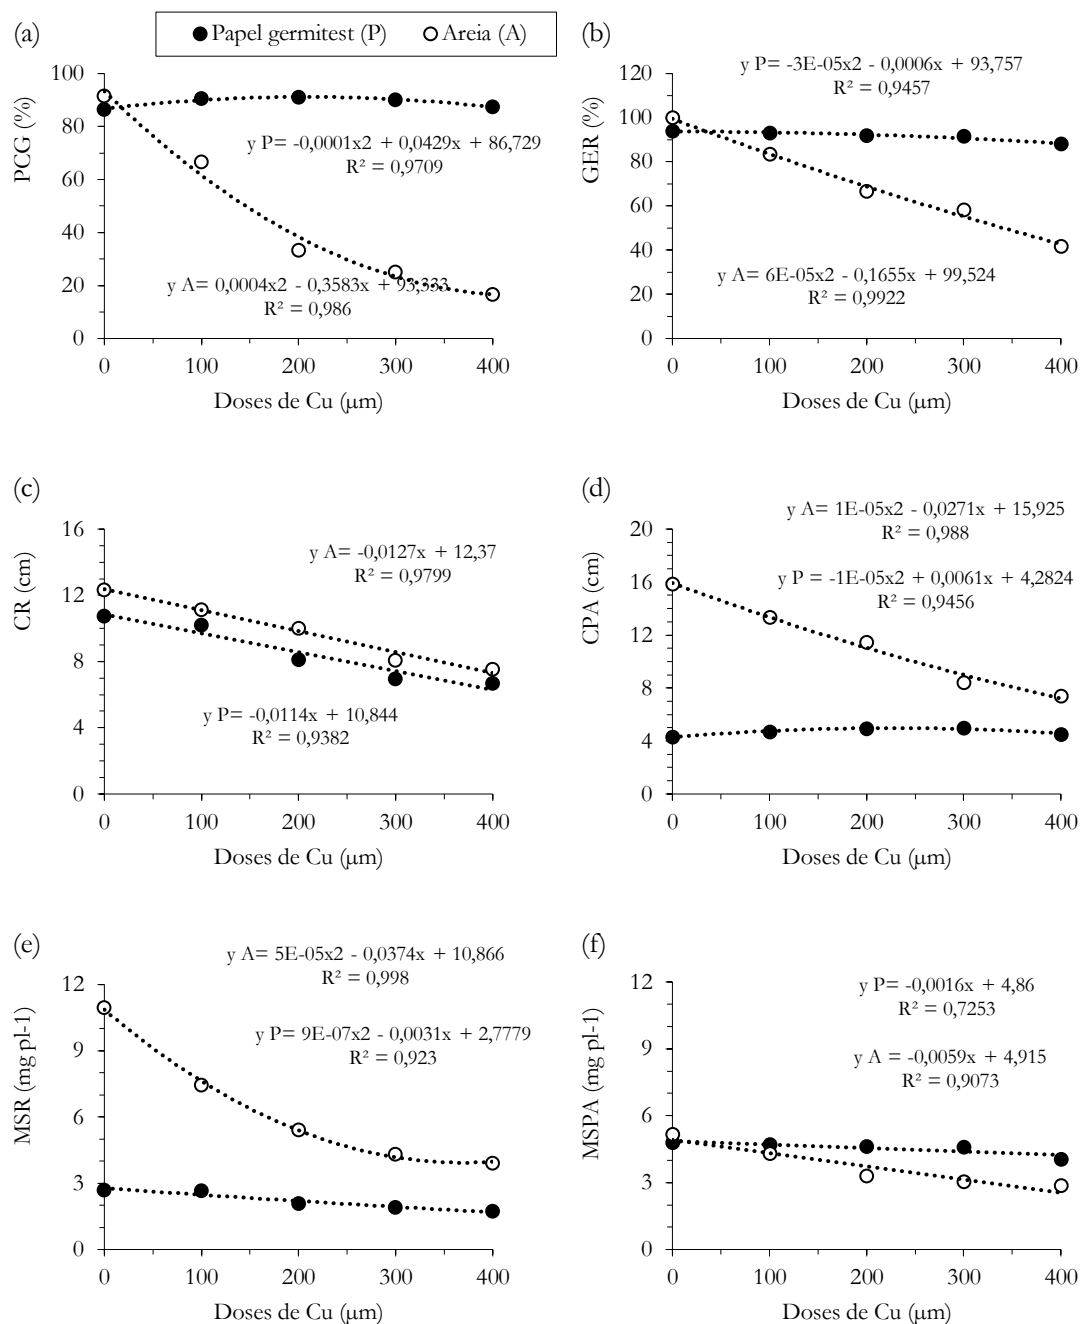 (a)
Papel germitest (P) Areia (A)
PCG (%)
100
80
60
40
20
0
y P= -0,0001x2 + 0,0429x + 86,729
R² = 0,9709
y A= 0,0004x2 - 0,3583x + 93,333
R² = 0,986
0 100 200 300 400
Doses de Cu (µm)
(b)
GER (%)
y P= -3E-05x2 - 0,0006x + 93,757
R² = 0,9457
120
100
80
60
40
20
0
y A= 6E-05x2 - 0,1655x + 99,524
R² = 0,9922
0 100 200 300 400
Doses de Cu (µm)
(c)
CR (cm)
16
12
8
4
0
y A= -0,0127x + 12,37
R² = 0,9799
y P= -0,0114x + 10,844
R² = 0,9382
0 100 200 300 400
Doses de Cu (µm)
(d)
CPA (cm)
y A= 1E-05x2 - 0,0271x + 15,925
R² = 0,988
y P= -1E-05x2 + 0,0061x + 4,2824
R² = 0,9456
20
16
12
8
4
0
0 100 200 300 400
Doses de Cu (µm)
(e)
MSR (mg pl-1)
y A= 5E-05x2 - 0,0374x + 10,866
R² = 0,998
y P= 9E-07x2 - 0,0031x + 2,7779
R² = 0,923
12
9
6
3
0
0 100 200 300 400
Doses de Cu (µm)
(f)
MSPA (mg pl-1)
y P= -0,0016x + 4,86
R² = 0,7253
y A = -0,0059x + 4,915
R² = 0,9073
12
9
6
3
0
0 100 200 300 400
Doses de Cu (µm)